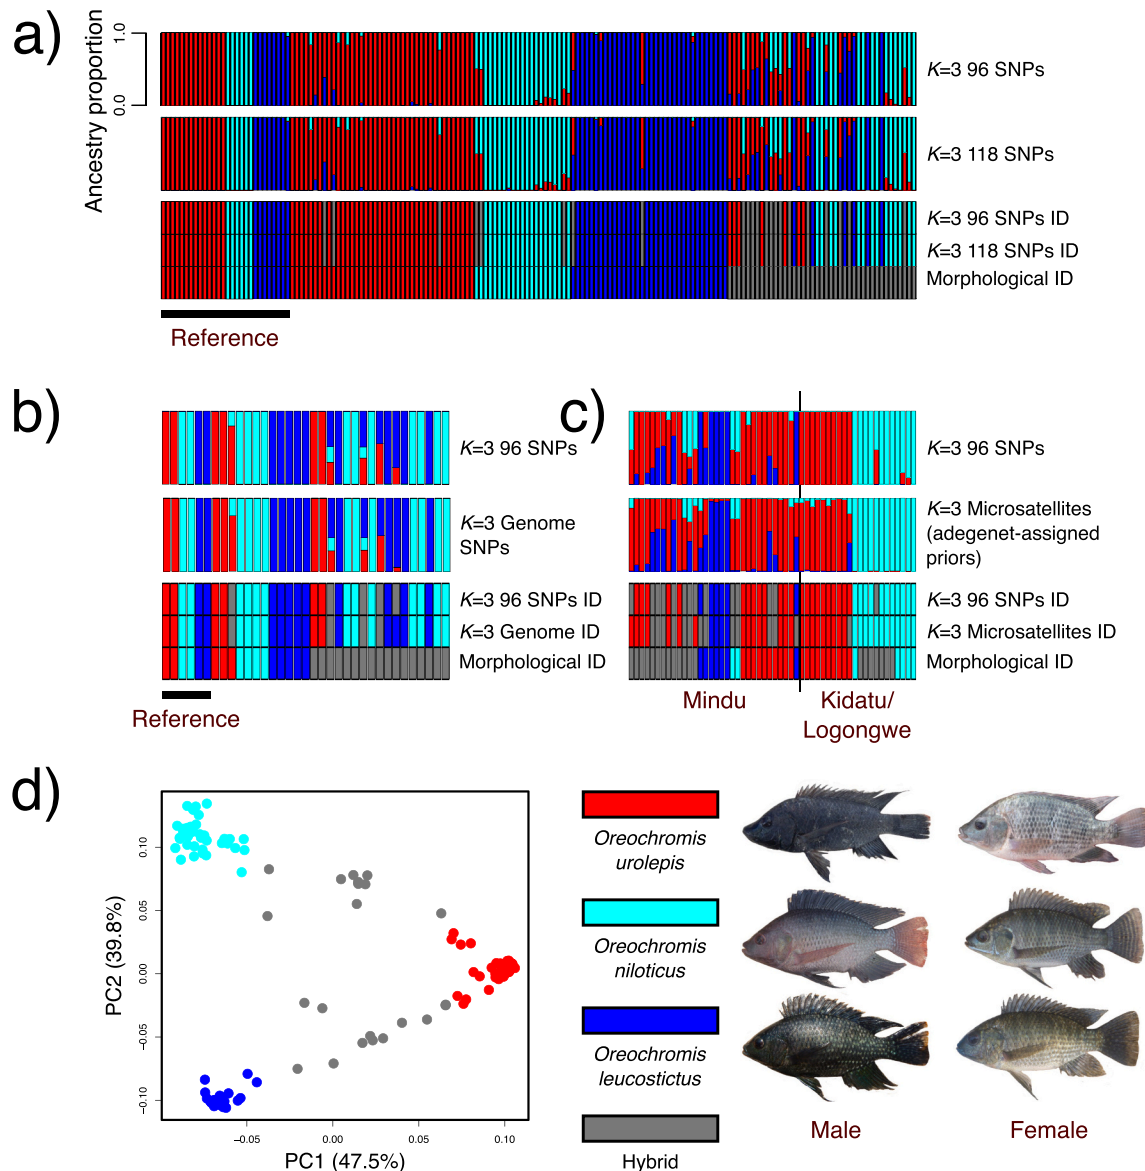 a)
Ancestry proportion
1.0
0.0
K=3 96 SNPs
K=3 118 SNPs
K=3 96 SNPs ID
K=3 118 SNPs ID
Morphological ID
Reference
b)
K=3 96 SNPs
K=3 Genome
SNPs
K=3 96 SNPs ID
K=3 Genome ID
Morphological ID
Reference
c)
K=3 96 SNPs
K=3 Microsatellites
(adegenet-assigned
priors)
K=3 96 SNPs ID
K=3 Microsatellites ID
Morphological ID
Mindu
Kidatu/
Logongwe
d)
PC2 (39.8%)
0.10
0.05
0.00
−0.05
−0.10
−0.05
0.00
0.05
0.10
PC1 (47.5%)
Oreochromis
urolepis
Oreochromis
niloticus
Oreochromis
leucostictus
Hybrid
Male
Female